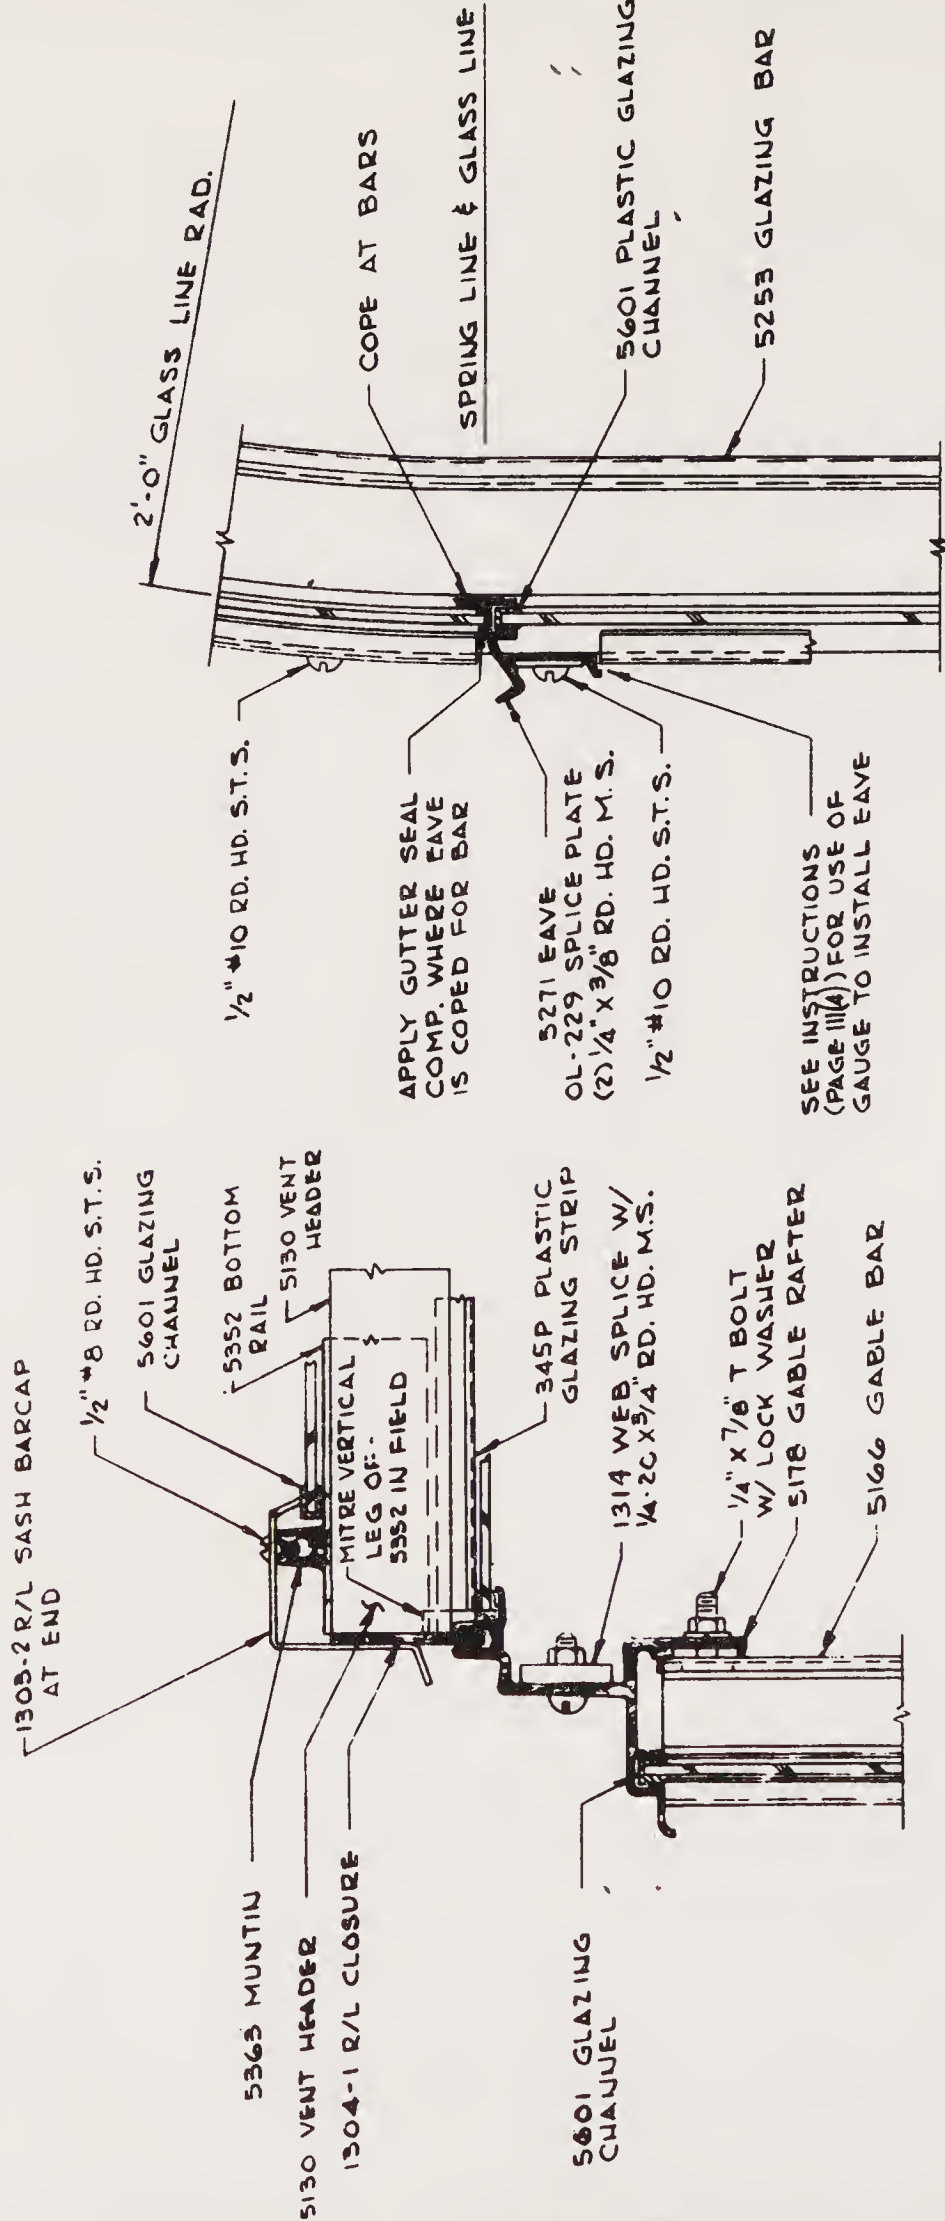 1303-2 R/L SASH BARCAP
AT END
1/2" #8 RD. HD. S.T.S.
5601 GLAZING
CHANNEL
5352 BOTTOM
RAIL
5130 VENT
HEADER
MITRE VERTICAL
LEG OF:-
5352 IN FIELD
5363 MUNTIN
5130 VENT HEADER
1304-1 R/L CLOSURE
345P PLASTIC
GLAZING STRIP
1314 WEB SPLICE W/
1/4-20 X 3/4" RD. HD. M.S.
1/4" X 7/8" T BOLT
W/ LOCK WASHER
5178 GABLE RAFTER
5166 GABLE BAR
5601 GLAZING
CHANNEL
2'-0" GLASS LINE RAD.
1/2" #10 RD. HD. S.T.S.
COPE AT BARS
SPRING LINE & GLASS LINE
APPLY GUTTER SEAL
COMP. WHERE EAVE
IS COPED FOR BAR
5271 EAVE
OL-229 SPLICE PLATE
(2) 1/4" X 3/8" RD. HD. M.S.
1/2" #10 RD. HD. S.T.S.
5601 PLASTIC GLAZING
CHANNEL
5253 GLAZING BAR
SEE INSTRUCTIONS
(PAGE III(4)) FOR USE OF
GAUGE TO INSTALL EAVE